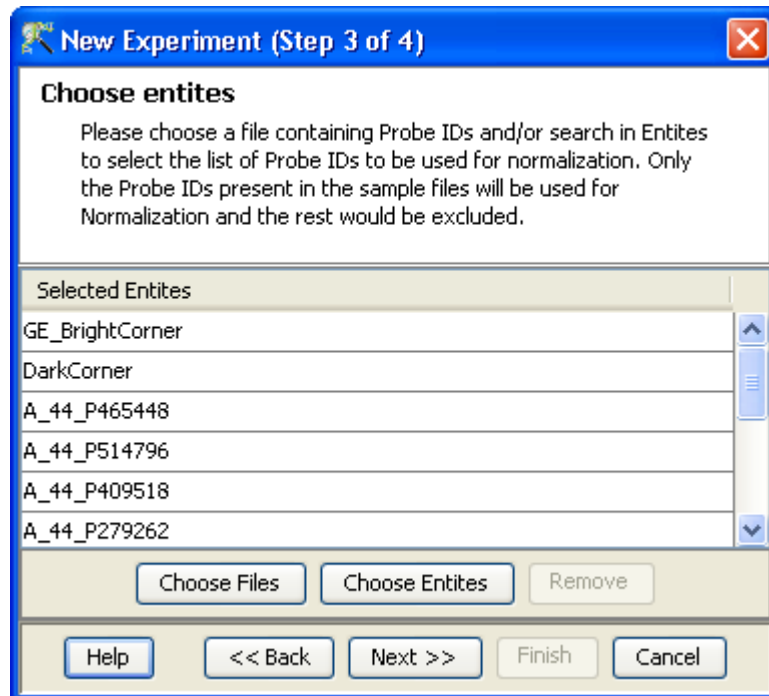 New Experiment (Step 3 of 4)
Choose entites
Please choose a file containing Probe IDs and/or search in Entites
to select the list of Probe IDs to be used for normalization. Only
the Probe IDs present in the sample files will be used for
Normalization and the rest would be excluded.
Selected Entites
GE_BrightCorner
DarkCorner
A_44_P465448
A_44_P514796
A_44_P409518
A_44_P279262
Choose Files Choose Entites Remove
Help << Back Next >> Finish Cancel